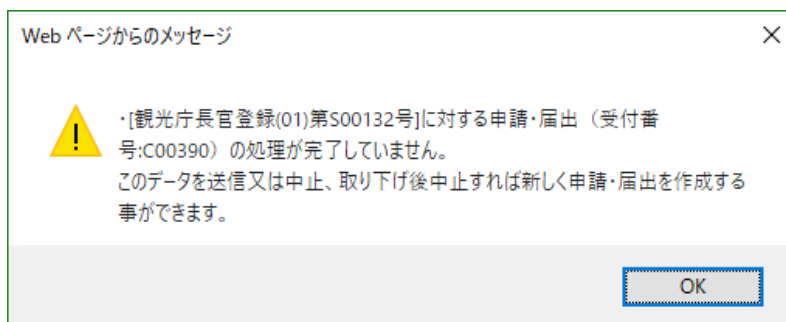 Web ページからのメッセージ
・[観光庁長官登録(01)第S00132号]に対する申請・届出（受付番
号:C00390）の処理が完了していません。
このデータを送信又は中止、取り下げ後中止すれば新しく申請・届出を作成する
事ができます。
OK